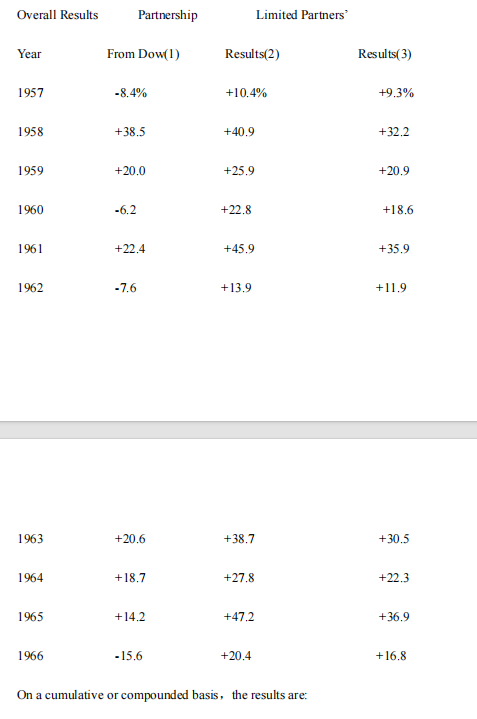 Overall Results Partnership Limited Partners’
Year From Dow(1) Results(2) Results(3)
1957 -8.4% +10.4% +9.3%
1958 +38.5 +40.9 +32.2
1959 +20.0 +25.9 +20.9
1960 -6.2 +22.8 +18.6
1961 +22.4 +45.9 +35.9
1962 -7.6 +13.9 +11.9
1963 +20.6 +38.7 +30.5
1964 +18.7 +27.8 +22.3
1965 +14.2 +47.2 +36.9
1966 -15.6 +20.4 +16.8
On a cumulative or compounded basis，the results are: